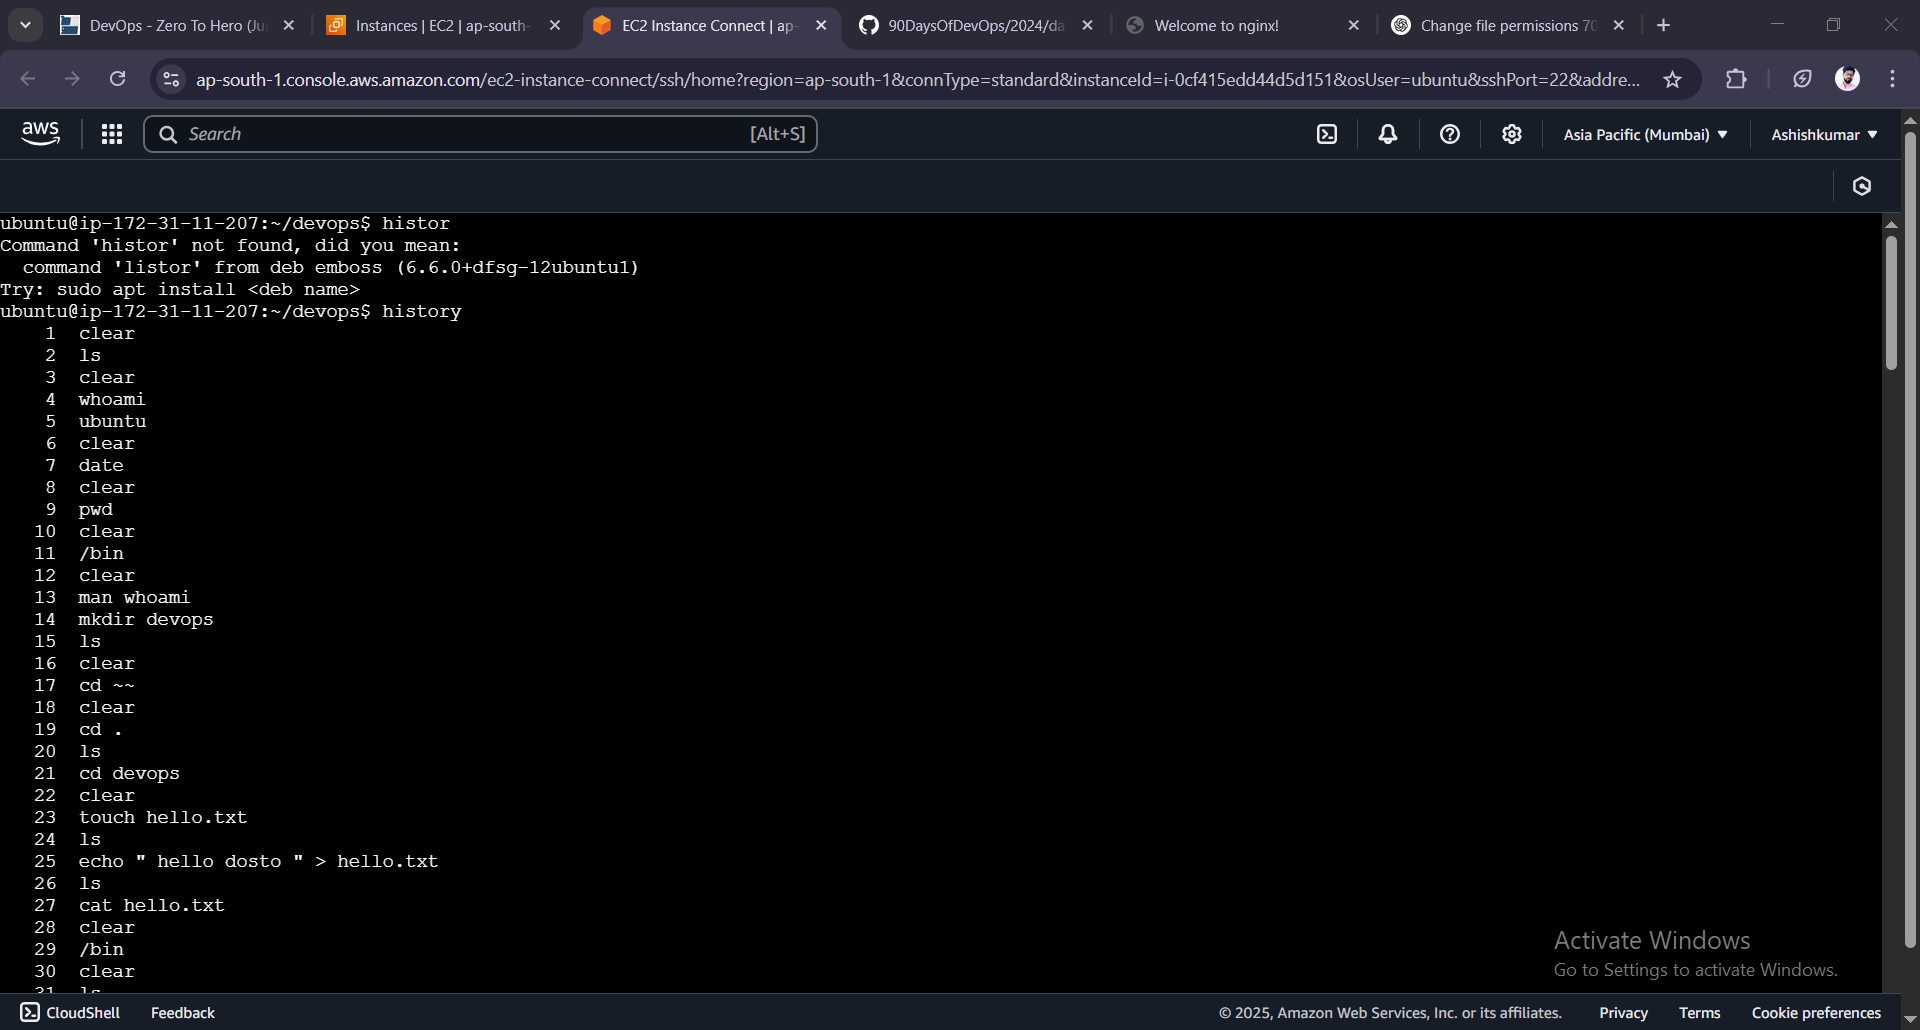 DevOps - Zero To Hero (Ju
Instances | EC2 | ap-south-
EC2 Instance Connect | ap-
90DaysOfDevOps/2024/da
Welcome to nginx!
Change file permissions 70
ap-south-1.console.aws.amazon.com/ec2-instance-connect/ssh/home?region=ap-south-1&connType=standard&instanceId=i-0cf415edd44d5d151&osUser=ubuntu&sshPort=22&addre...
aws
Search
[Alt+S]
Asia Pacific (Mumbai)
Ashishkumar
ubuntu@ip-172-31-11-207:~/devops$ histor
Command 'histor' not found, did you mean:
command 'listor' from deb emboss (6.6.0+dfsg-12ubuntu1)
Try: sudo apt install <deb name>
ubuntu@ip-172-31-11-207:~/devops$ history
1 clear
2 ls
3 clear
4 whoami
5 ubuntu
6 clear
7 date
8 clear
9 pwd
10 clear
11 /bin
12 clear
13 man whoami
14 mkdir devops
15 ls
16 clear
17 cd ~~
18 clear
19 cd .
20 ls
21 cd devops
22 clear
23 touch hello.txt
24 ls
25 echo " hello dosto " > hello.txt
26 ls
27 cat hello.txt
28 clear
29 /bin
30 clear
31 ls
Activate Windows
Go to Settings to activate Windows.
CloudShell
Feedback
© 2025, Amazon Web Services, Inc. or its affiliates.
Privacy
Terms
Cookie preferences